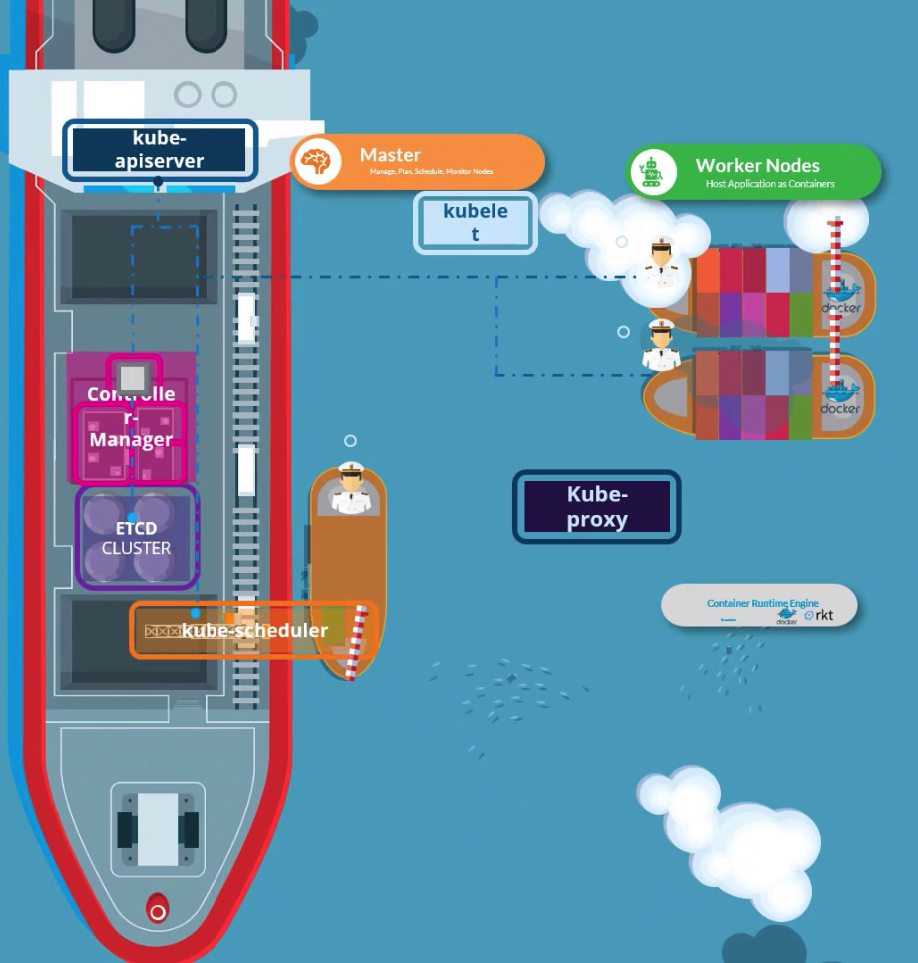 kube-
apiserver
Master
Manage, Plan, Schedule, Monitor Nodes
Worker Nodes
Host Application as Containers
kubele
t
docker
docker
Controlle
r-
Manager
ETCD
CLUSTER
Kube-
proxy
Container Runtime Engine
docker
rkt
kube-scheduler